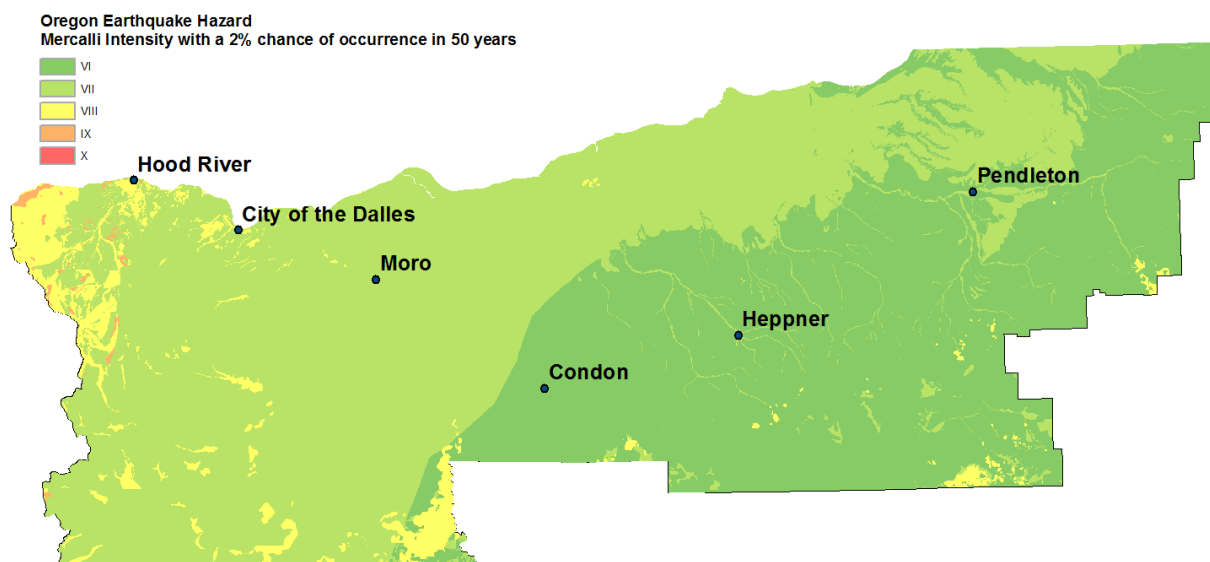 Oregon Earthquake Hazard
Mercalli Intensity with a 2% chance of occurrence in 50 years
VI
VII
VIII
IX
X
Hood River
Pendleton
City of the Dalles
Moro
Heppner
Condon